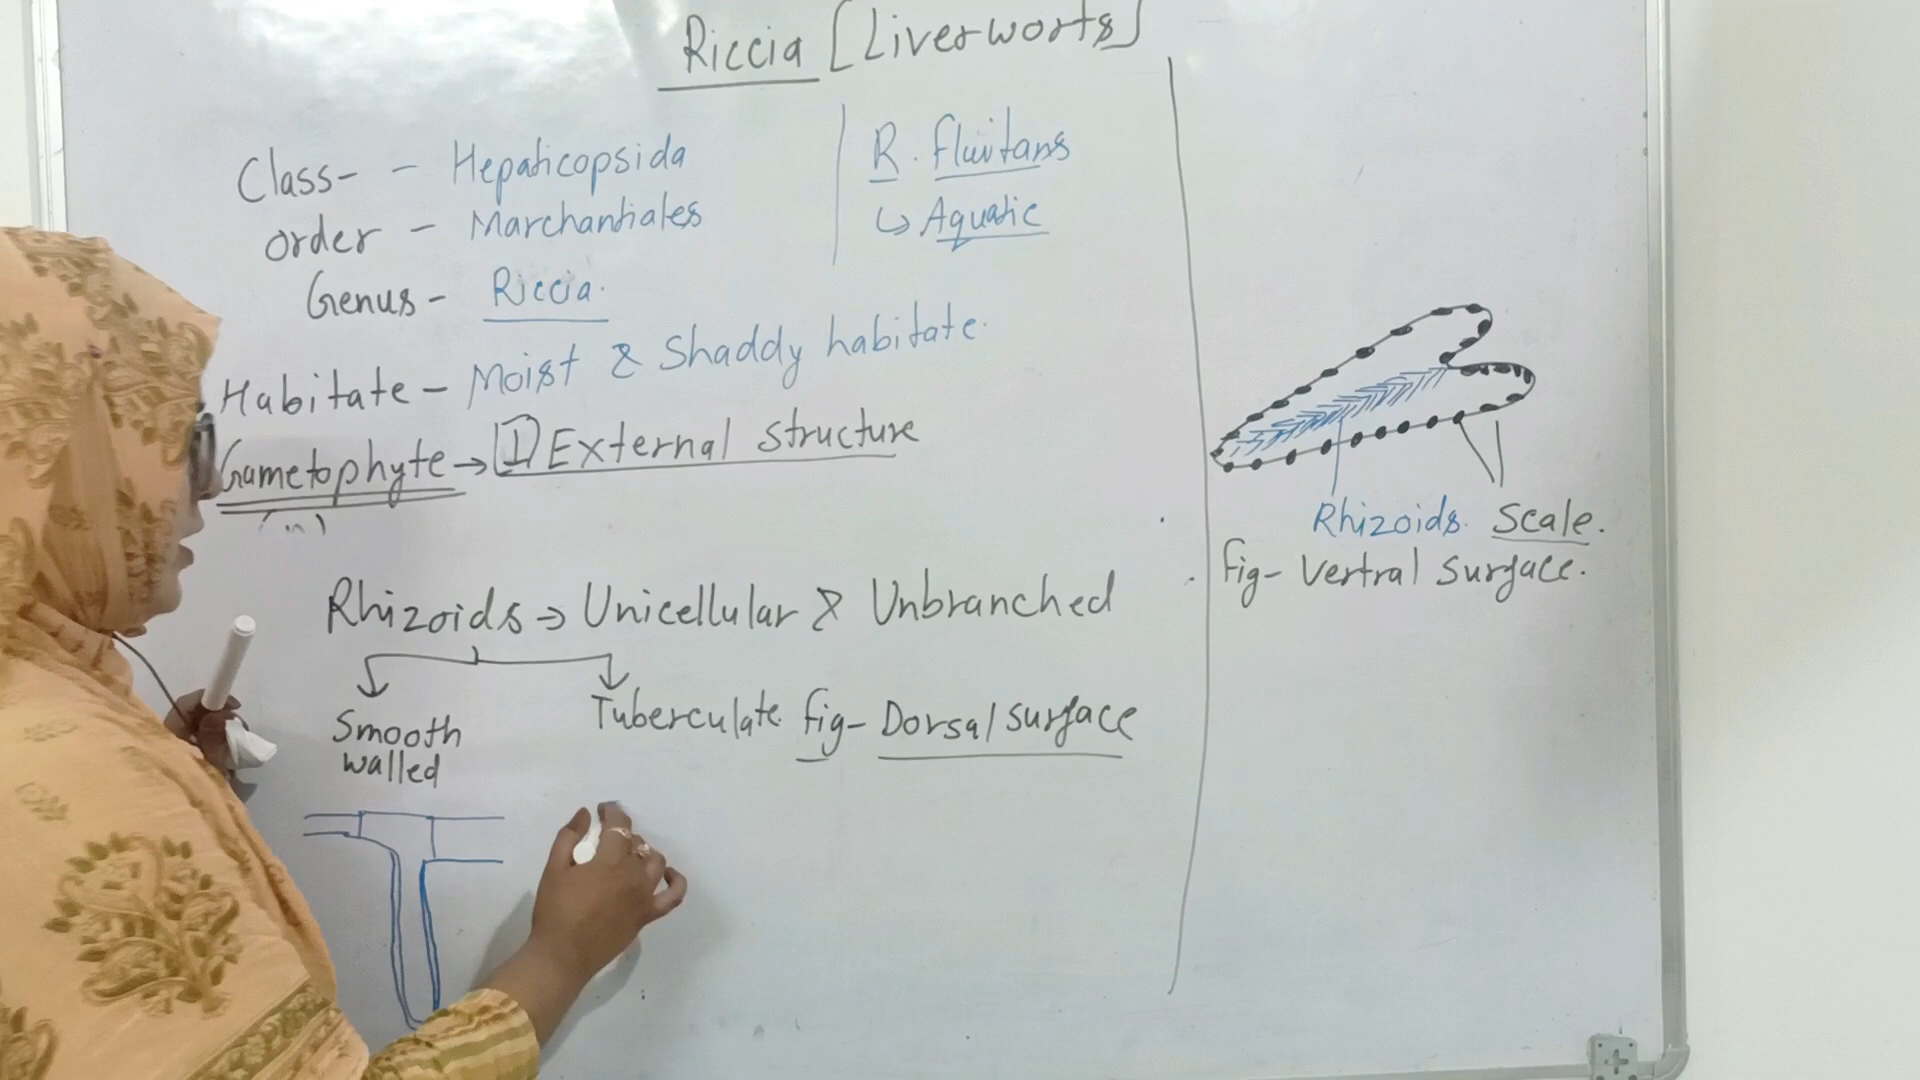 Riccia [Liverworts]
Class- - Hepaticopsida
order - Marchantiales
Genus - Riccia.
R. fluitans
↳ Aquatic
Habitate - Moist & Shaddy habitate.
Gametophyte → I External structure
(n)
Rhizoids → Unicellular & Unbranched
Smooth
walled
Tuberculate fig- Dorsal surface
Rhizoids. Scale.
fig- Vertral surface.